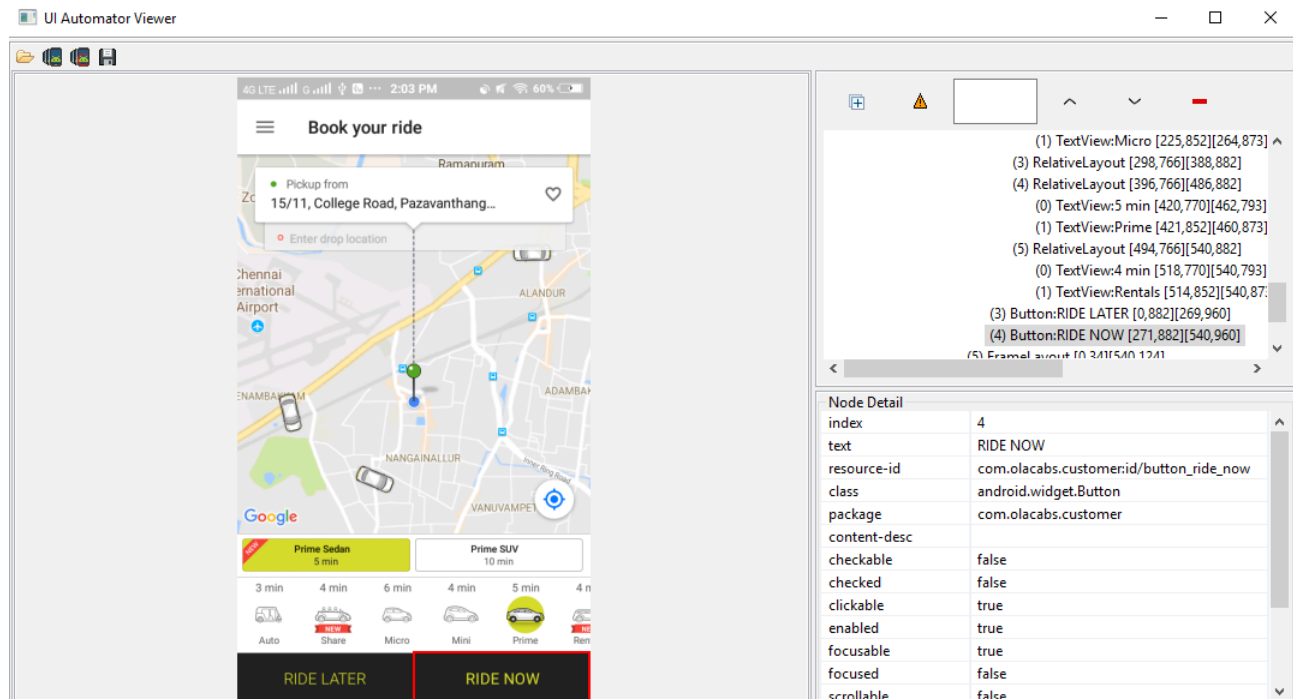 UI Automator Viewer
4G LTE G 2:03 PM 60%
Book your ride
Ramapuram
Pickup from
15/11, College Road, Pazavanthang...
Enter drop location
Chennai
ernational
Airport
ALANDUR
ADAMBAK
ENAMBAKKAM
NANGANALLUR
Inner Ring Road
VANUVAMPET
Google
NEW
Prime Sedan
5 min
Prime SUV
10 min
3 min 4 min 6 min 4 min 5 min 4 n
NEW NE
Auto Share Micro Mini Prime Ren
RIDE LATER RIDE NOW
(1) TextView:Micro [225,852][264,873]
(3) RelativeLayout [298,766][388,882]
(4) RelativeLayout [396,766][486,882]
(0) TextView:5 min [420,770][462,793]
(1) TextView:Prime [421,852][460,873]
(5) RelativeLayout [494,766][540,882]
(0) TextView:4 min [518,770][540,793]
(1) TextView:Rentals [514,852][540,87
(3) Button:RIDE LATER [0,882][269,960]
(4) Button:RIDE NOW [271,882][540,960]
(5) FrameLayout [0,34][540,124]
Node Detail
index 4
text RIDE NOW
resource-id com.olacabs.customer:id/button_ride_now
class android.widget.Button
package com.olacabs.customer
content-desc
checkable false
checked false
clickable true
enabled true
focusable true
focused false
scrollable false